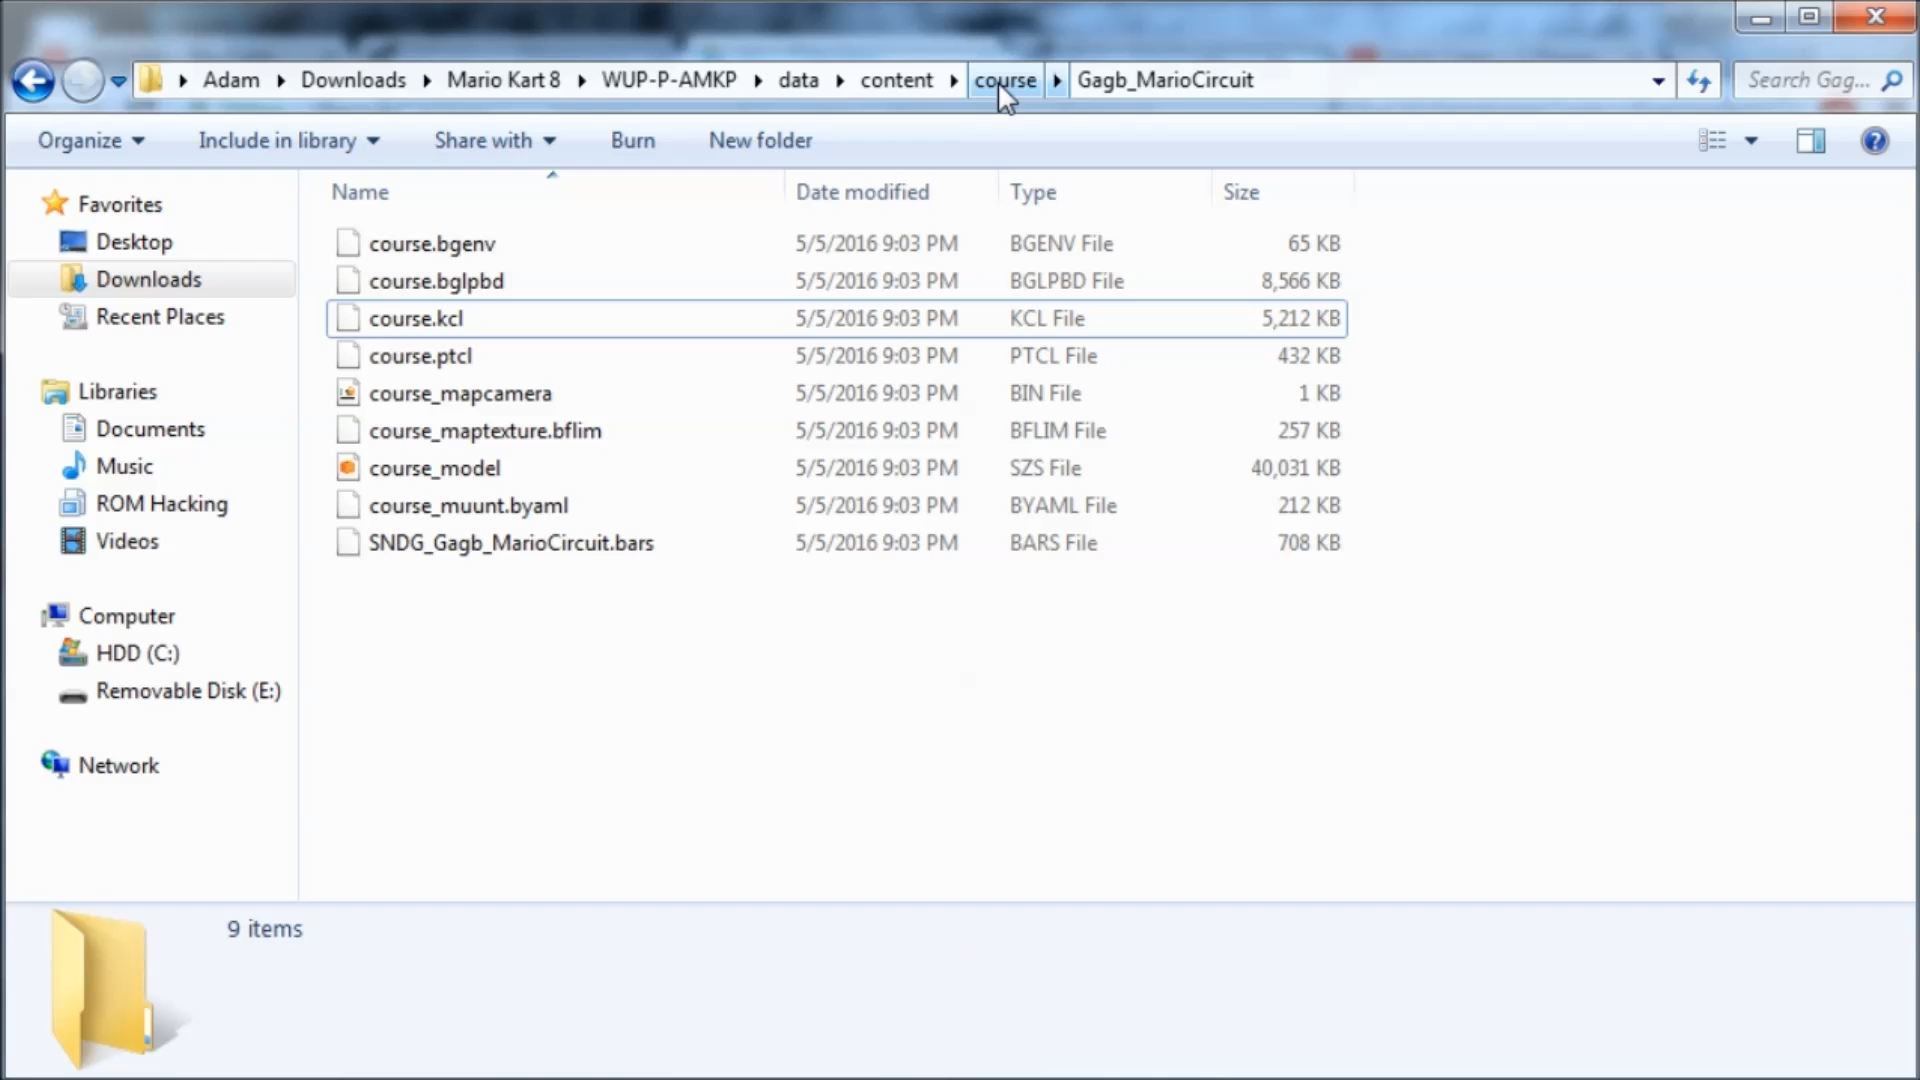 Adam Downloads Mario Kart 8 WUP-P-AMKP data content course Gagb_MarioCircuit Search Gag...
Organize Include in library Share with Burn New folder
Name Date modified Type Size
Favorites
Desktop
Downloads
Recent Places
Libraries
Documents
Music
ROM Hacking
Videos
Computer
HDD (C:)
Removable Disk (E:)
Network
course.bgenv 5/5/2016 9:03 PM BGENV File 65 KB
course.bglpbd 5/5/2016 9:03 PM BGLPBD File 8,566 KB
course.kcl 5/5/2016 9:03 PM KCL File 5,212 KB
course.ptcl 5/5/2016 9:03 PM PTCL File 432 KB
course_mapcamera 5/5/2016 9:03 PM BIN File 1 KB
course_maptexture.bflim 5/5/2016 9:03 PM BFLIM File 257 KB
course_model 5/5/2016 9:03 PM SZS File 40,031 KB
course_muunt.byaml 5/5/2016 9:03 PM BYAML File 212 KB
SNDG_Gagb_MarioCircuit.bars 5/5/2016 9:03 PM BARS File 708 KB
9 items